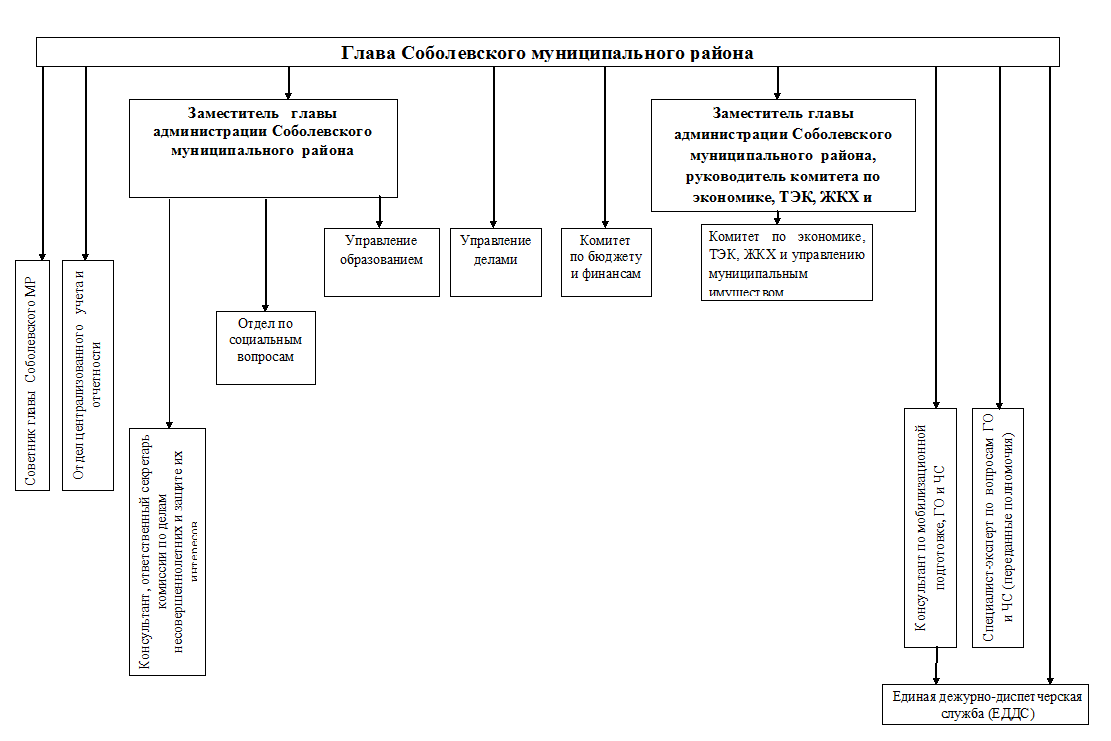 Глава Соболевского муниципального района
Заместитель главы
администрации Соболевского
муниципального района
Заместитель главы
администрации Соболевского
муниципального района,
руководитель комитета по
экономике, ТЭК, ЖКХ и
Управление
образованием
Управление
делами
Комитет
по бюджету
и финансам
Комитет по экономике,
ТЭК, ЖКХ и управлению
муниципальным
имуществом
Советник главы Соболевского МР
Отдел централизованного учета и
отчетности
Отдел по
социальным
вопросам
Консультант, ответственный секретарь
комиссии по делам
несовершеннолетних и защите их
интересов
Консультант по мобилизационной
подготовке, ГО и ЧС
Специалист-эксперт по вопросам ГО
и ЧС (переданные полномочия)
Единая дежурно-диспетчерская
служба (ЕДДС)